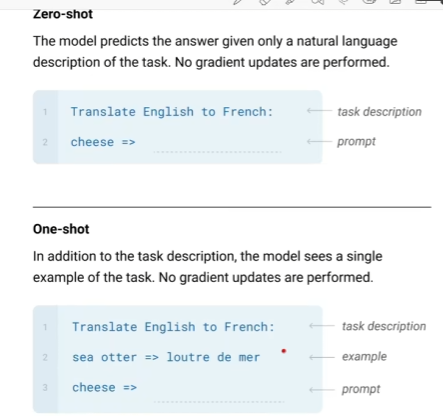 Zero-shot
The model predicts the answer given only a natural language
description of the task. No gradient updates are performed.
1 Translate English to French: task description
2 cheese => prompt
One-shot
In addition to the task description, the model sees a single
example of the task. No gradient updates are performed.
1 Translate English to French: task description
2 sea otter => loutre de mer example
3 cheese => prompt